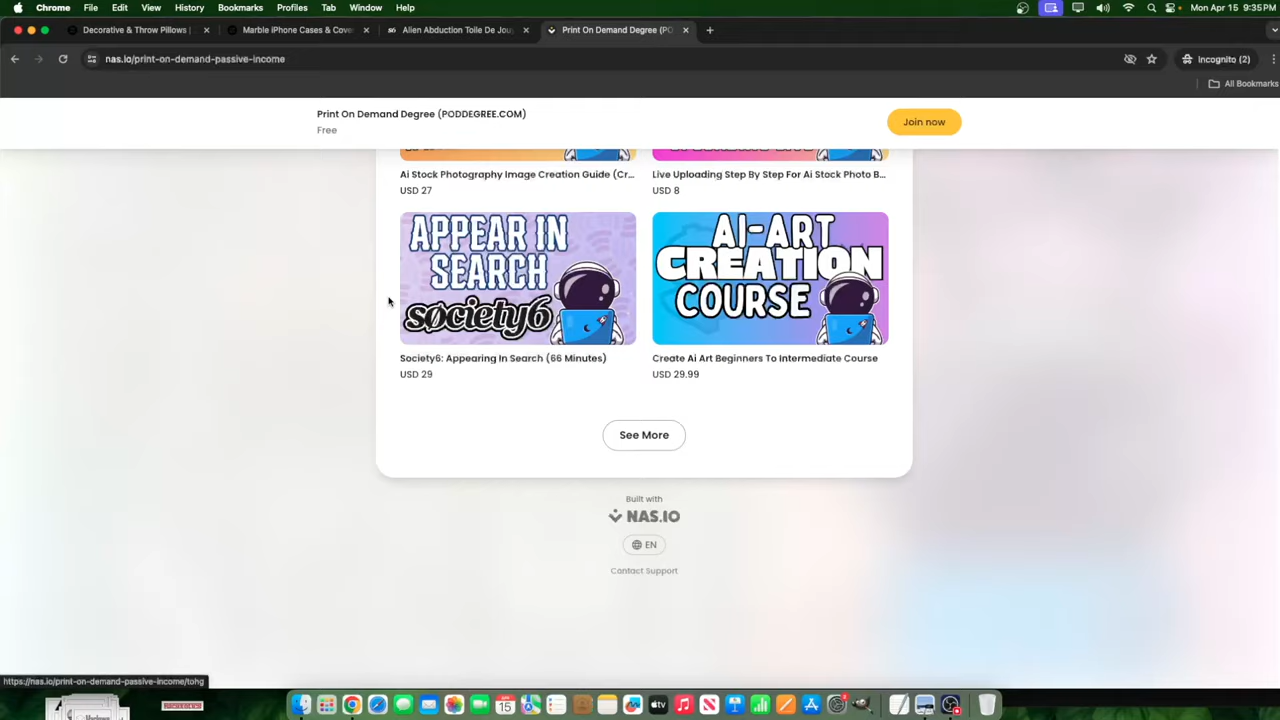 Chrome File Edit View History Bookmarks Profiles Tab Window Help
Mon Apr 15 9:35PM
Decorative & Throw Pillows |
Marble iPhone Cases & Cove
Alien Abduction Toile De Jou
Print On Demand Degree (PO
nas.io/print-on-demand-passive-income
Incognito (2)
All Bookmarks
Print On Demand Degree (PODDEGREE.COM)
Free
Join now
Ai Stock Photography Image Creation Guide (Cr...
USD 27
Live Uploading Step By Step For Ai Stock Photo B...
USD 8
APPEAR IN
SEARCH
society6
AI-ART
CREATION
COURSE
Society6: Appearing In Search (66 Minutes)
USD 29
Create Ai Art Beginners To Intermediate Course
USD 29.99
See More
Built with
NAS.IO
EN
Contact Support
https://nas.io/print-on-demand-passive-income/tohg